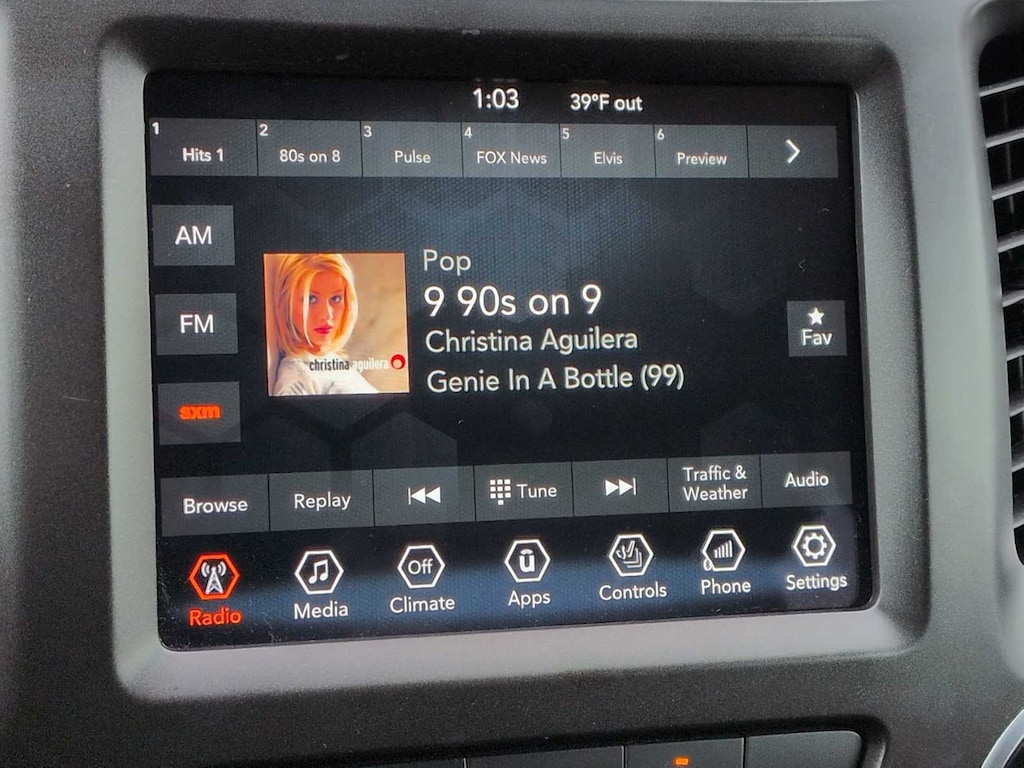 1:03 39°F out
1 Hits 1
2 80s on 8
3 Pulse
4 FOX News
5 Elvis
6 Preview
AM
FM
sxm
christina aguilera
Pop
9 90s on 9
Christina Aguilera
Genie In A Bottle (99)
Fav
Browse
Replay
Tune
Traffic &
Weather
Audio
Radio
Media
Off
Climate
ū
Apps
Controls
Phone
Settings